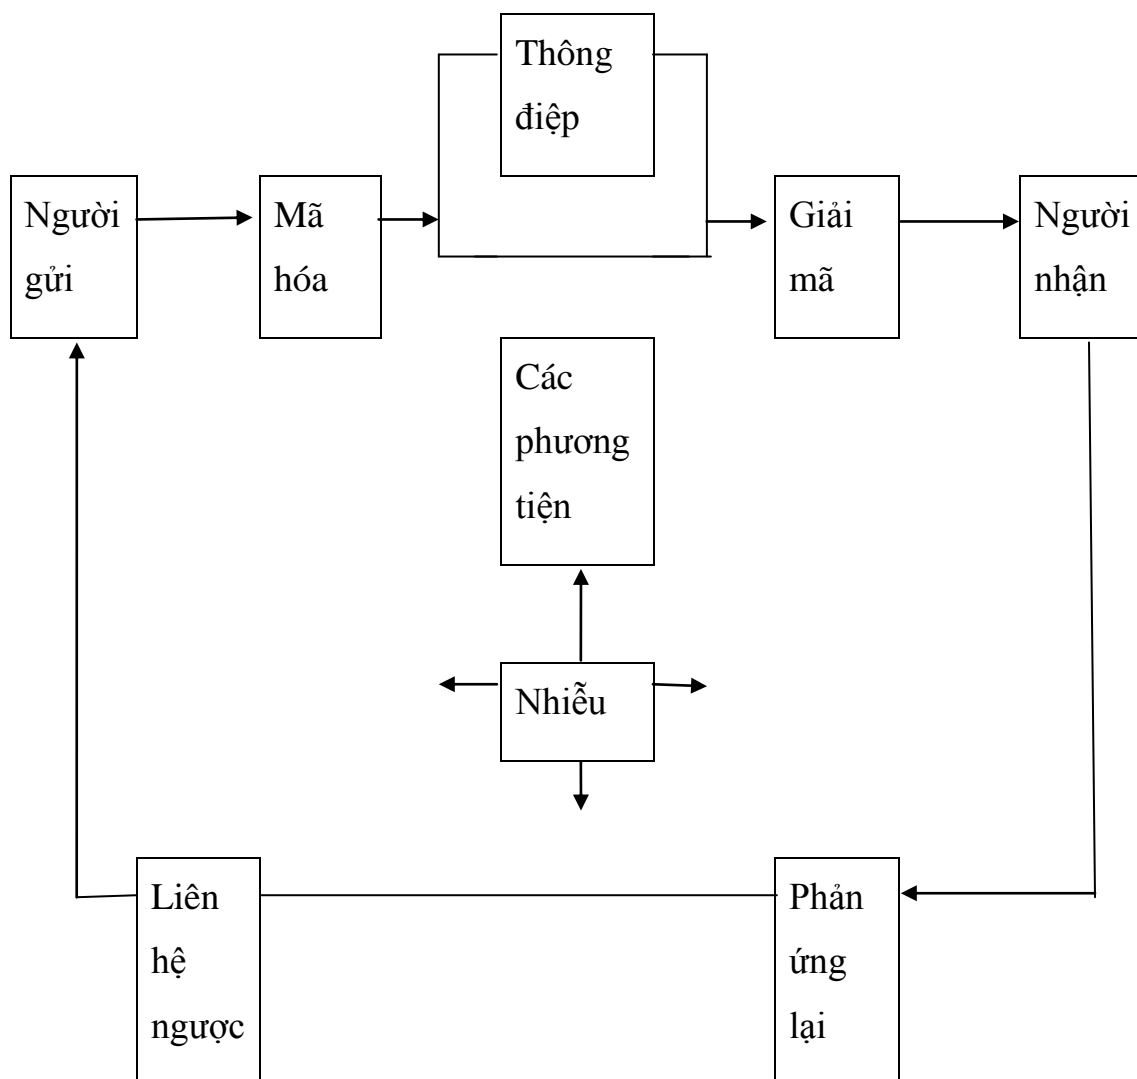 Thông
điệp
Người
gửi
Mã
hóa
Giải
mã
Người
nhận
Các
phương
tiện
Nhiễu
Liên
hệ
ngược
Phản
ứng
lại